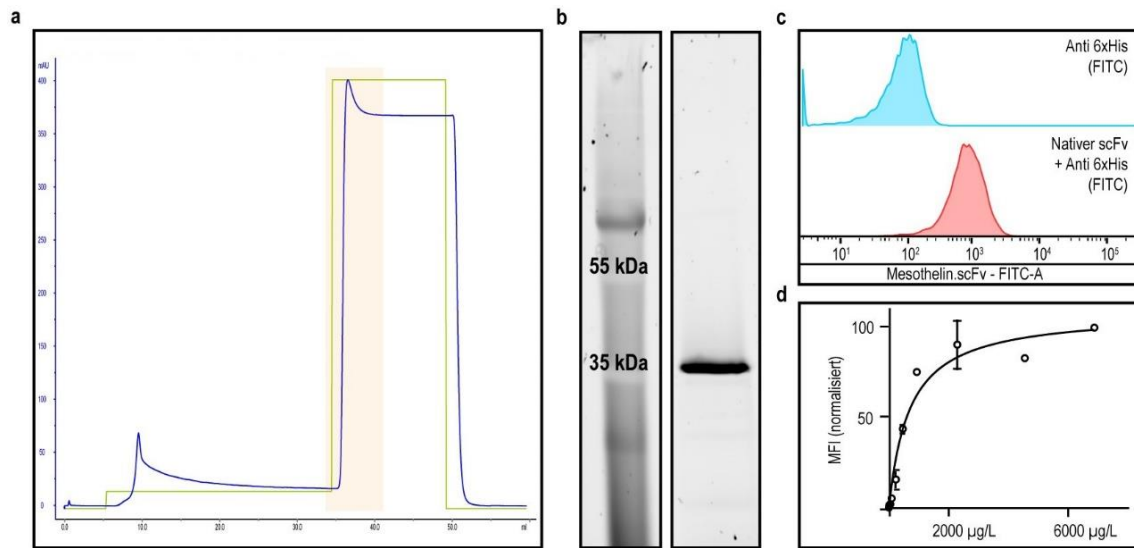 a
mAU
400
350
300
250
200
150
100
50
0
0.0
10.0
20.0
30.0
40.0
50.0
ml
b
55 kDa
35 kDa
c
Anti 6xHis
(FITC)
Nativer scFv
+ Anti 6xHis
(FITC)
10¹
10²
10³
10⁴
10⁵
Mesothelin.scFv - FITC-A
d
MFI (normalisiert)
100
50
2000 µg/L
6000 µg/L